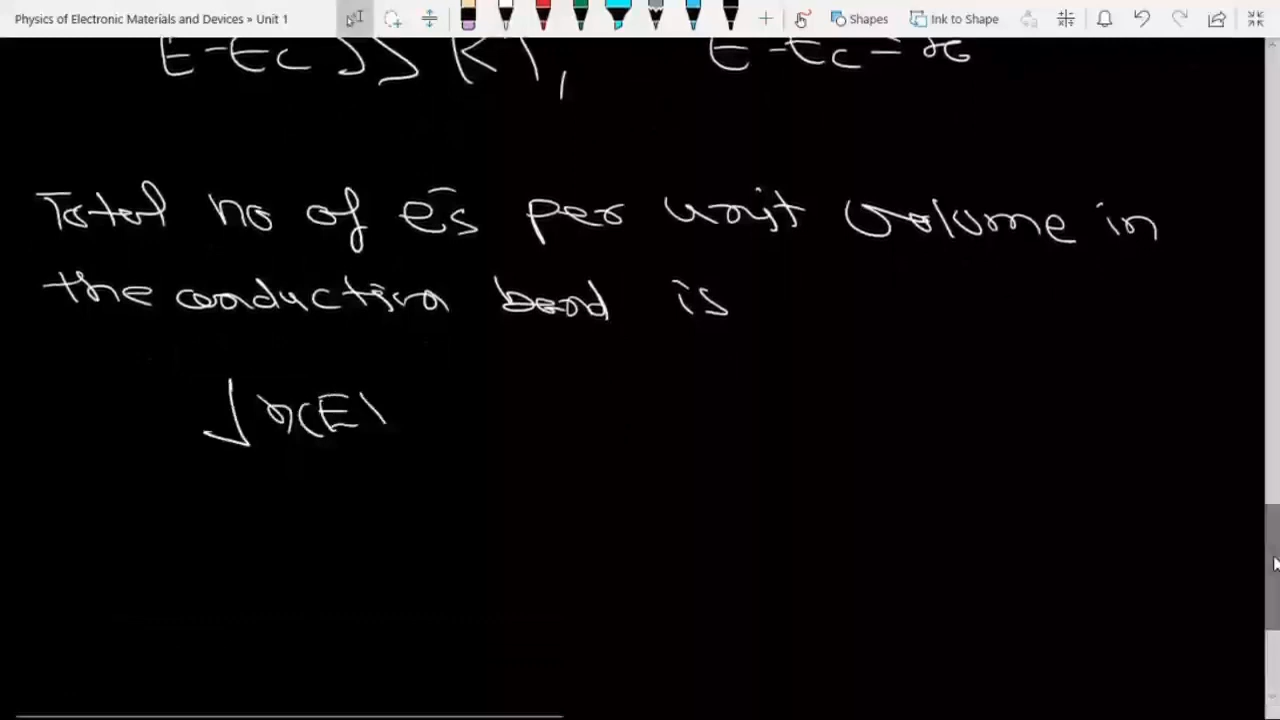 Physics of Electronic Materials and Devices » Unit 1
Shapes
Ink to Shape
E-Ec >> KT,
Total no of e̅s per unit volume in
the conduction band is
∫ n(E)